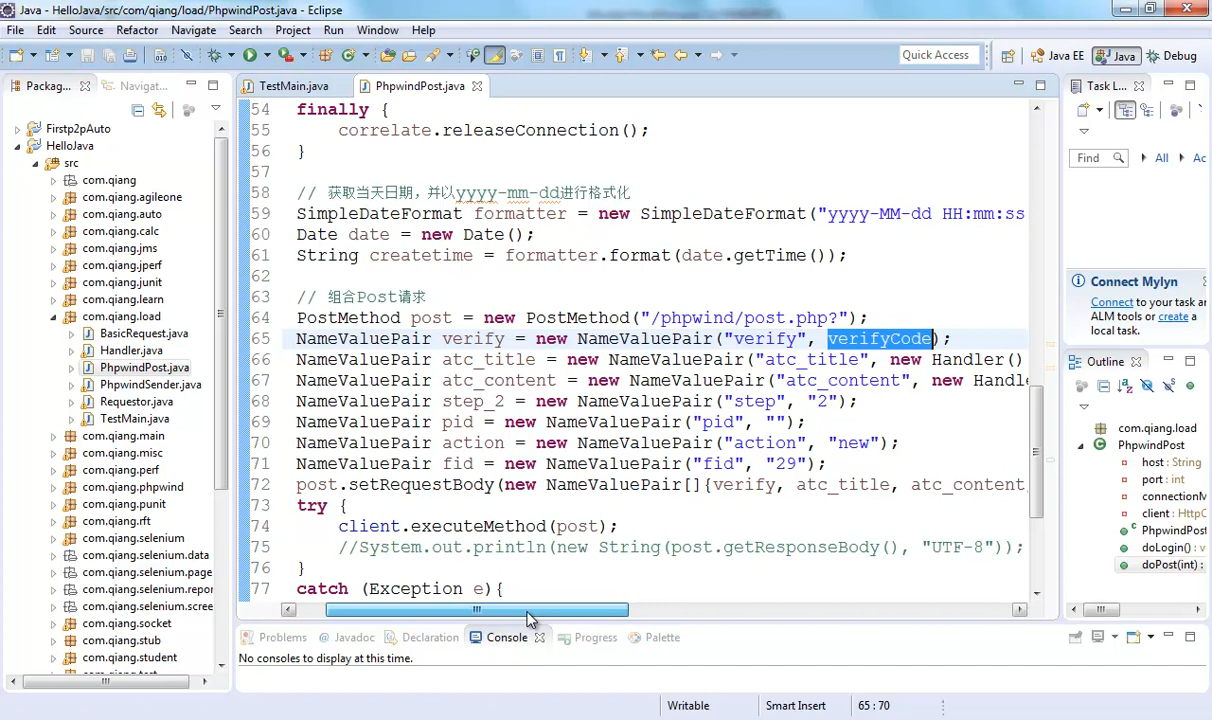 Java - HelloJava/src/com/qiang/load/PhpwindPost.java - Eclipse
File Edit Source Refactor Navigate Search Project Run Window Help
Quick Access
Java EE
Java
Debug
Packag...
Navigat...
TestMain.java
PhpwindPost.java
Task L
Firstp2pAuto
HelloJava
src
com.qiang
com.qiang.agileone
com.qiang.auto
com.qiang.calc
com.qiang.jms
com.qiang.jperf
com.qiang.junit
com.qiang.learn
com.qiang.load
BasicRequest.java
Handler.java
PhpwindPost.java
PhpwindSender.java
Requestor.java
TestMain.java
com.qiang.main
com.qiang.misc
com.qiang.perf
com.qiang.phpwind
com.qiang.punit
com.qiang.rft
com.qiang.selenium
com.qiang.selenium.data
com.qiang.selenium.page
com.qiang.selenium.repor
com.qiang.selenium.scree
com.qiang.socket
com.qiang.stub
com.qiang.student
54 finally {
55 correlate.releaseConnection();
56 }
57
58 // 获取当天日期，并以yyyy-mm-dd进行格式化
59 SimpleDateFormat formatter = new SimpleDateFormat("yyyy-MM-dd HH:mm:ss
60 Date date = new Date();
61 String createtime = formatter.format(date.getTime());
62
63 // 组合Post请求
64 PostMethod post = new PostMethod("/phpwind/post.php?");
65 NameValuePair verify = new NameValuePair("verify", verifyCode);
66 NameValuePair atc_title = new NameValuePair("atc_title", new Handler()
67 NameValuePair atc_content = new NameValuePair("atc_content", new Handle
68 NameValuePair step_2 = new NameValuePair("step", "2");
69 NameValuePair pid = new NameValuePair("pid", "");
70 NameValuePair action = new NameValuePair("action", "new");
71 NameValuePair fid = new NameValuePair("fid", "29");
72 post.setRequestBody(new NameValuePair[]{verify, atc_title, atc_content
73 try {
74 client.executeMethod(post);
75 //System.out.println(new String(post.getResponseBody(), "UTF-8"));
76 }
77 catch (Exception e){
Find
All
Ac
Connect Mylyn
Connect to your task a
ALM tools or create a
local task.
Outline
com.qiang.load
PhpwindPost
host : String
port : int
connectionM
client : HttpC
PhpwindPost
doLogin() : v
doPost(int) :
Problems
Javadoc
Declaration
Console
Progress
Palette
No consoles to display at this time.
Writable
Smart Insert
65 : 70